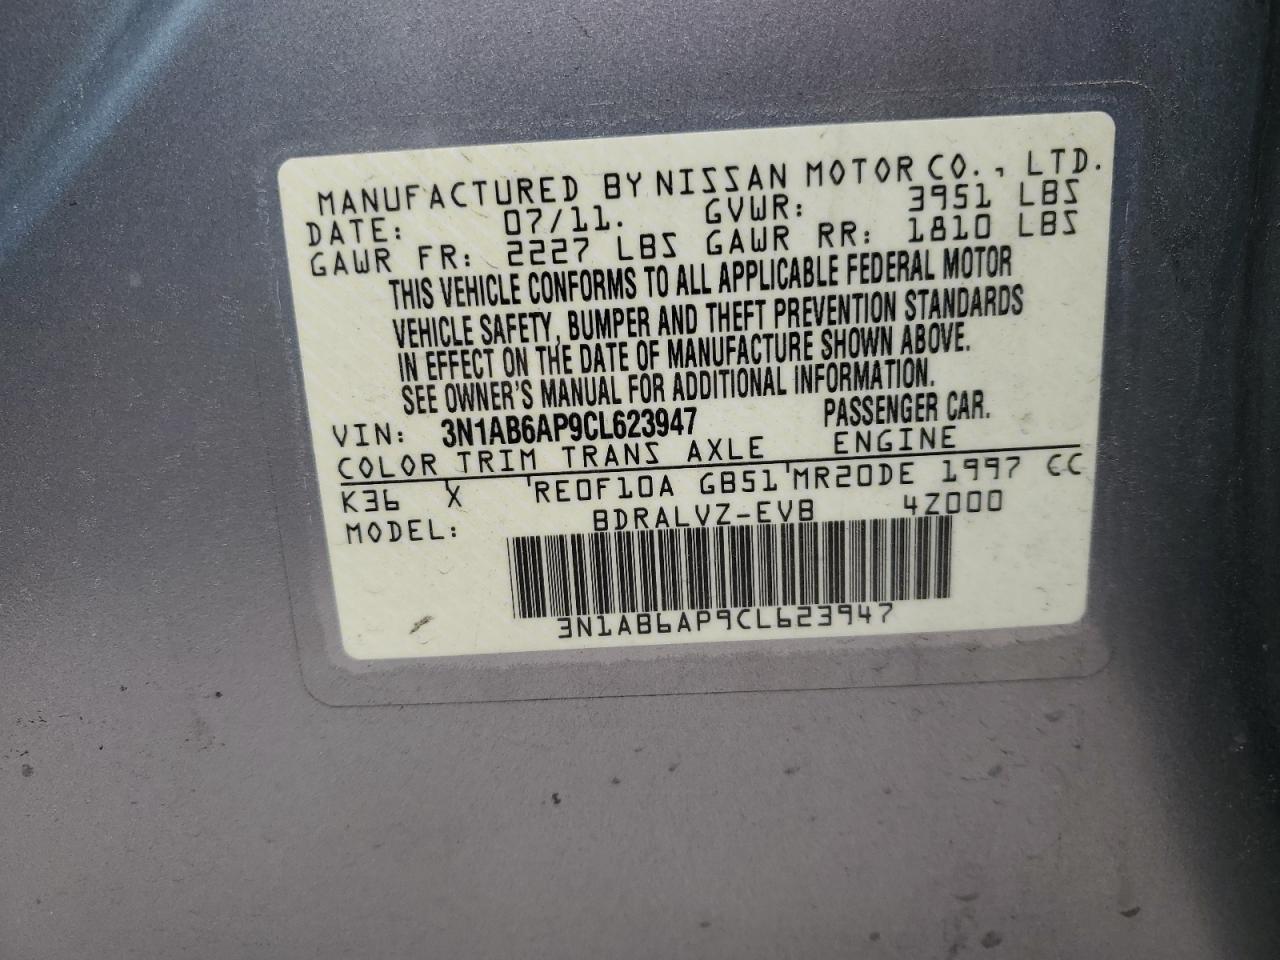 MANUFACTURED BY NISSAN MOTOR CO., LTD.
DATE: 07/11. GVWR: 3951 LBS
GAWR FR: 2227 LBS GAWR RR: 1810 LBS
THIS VEHICLE CONFORMS TO ALL APPLICABLE FEDERAL MOTOR
VEHICLE SAFETY, BUMPER AND THEFT PREVENTION STANDARDS
IN EFFECT ON THE DATE OF MANUFACTURE SHOWN ABOVE.
SEE OWNER'S MANUAL FOR ADDITIONAL INFORMATION.
VIN: 3N1AB6AP9CL623947 PASSENGER CAR.
COLOR TRIM TRANS AXLE ENGINE
K36 X RE0F10A GB51 MR20DE 1997 CC
MODEL: BDRALVZ-EVB 4Z000
3N1AB6AP9CL623947